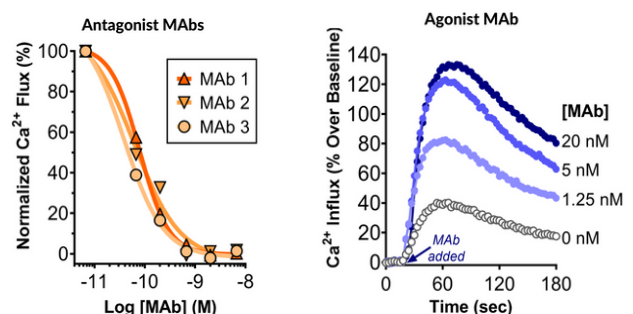 Antagonist MAbs
Normalized Ca²⁺ Flux (%)
100
80
60
40
20
0
MAb 1
MAb 2
MAb 3
-11
-10
-9
-8
Log [MAb] (M)
Agonist MAb
Ca²⁺ Influx (% Over Baseline)
140
120
100
80
60
40
20
0
[MAb]
20 nM
5 nM
1.25 nM
0 nM
MAb
added
0
60
120
180
Time (sec)